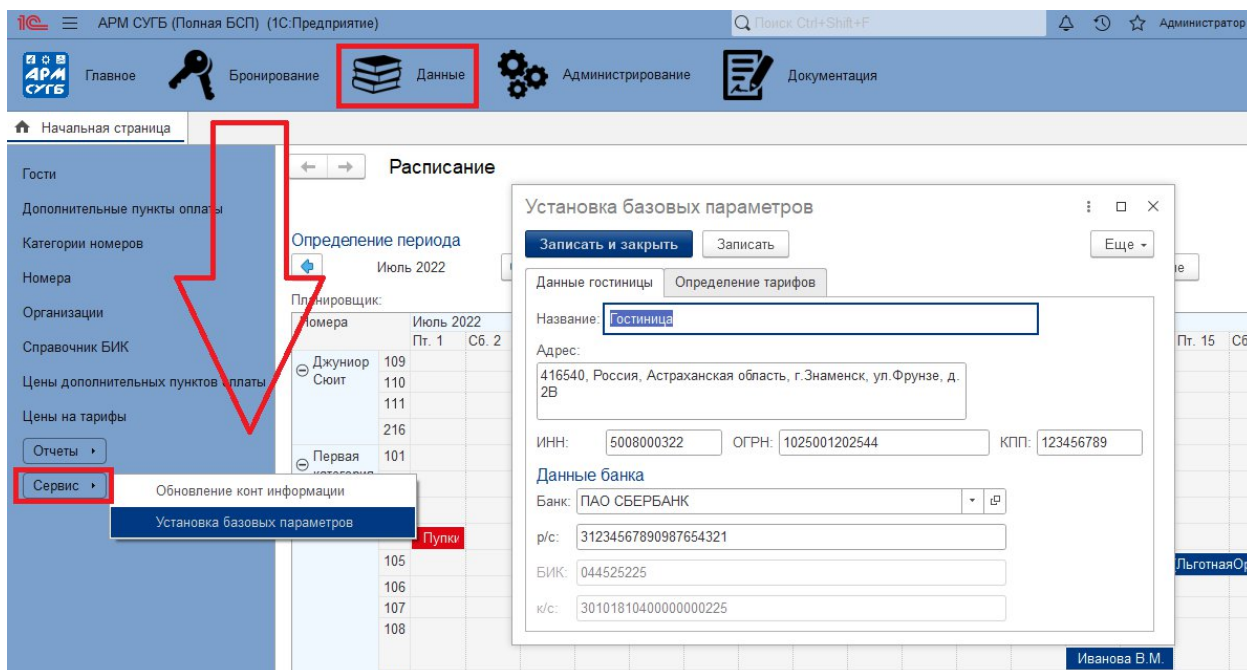 1С АРМ СУГБ (Полная БСП) (1С:Предприятие) Поиск Ctrl+Shift+F Администратор
АРМ СУГБ Главное Бронирование Данные Администрирование Документация
Начальная страница
Гости
Дополнительные пункты оплаты
Категории номеров
Номера
Организации
Справочник БИК
Цены дополнительных пунктов оплаты
Цены на тарифы
Отчеты
Сервис
Обновление конт информации
Установка базовых параметров
Расписание
Определение периода
Июль 2022
Планировщик:
Номера Июль 2022
Пт. 1 Сб. 2 Пт. 15
Джуниор Сюит 109
110
111
216
Первая категория 101
Пупки
105
106
107
108
ЛьготнаяОр
Иванова В.М.
Установка базовых параметров
Записать и закрыть Записать Еще
Данные гостиницы Определение тарифов
Название: Гостиница
Адрес:
416540, Россия, Астраханская область, г.Знаменск, ул.Фрунзе, д.
2В
ИНН: 5008000322 ОГРН: 1025001202544 КПП: 123456789
Данные банка
Банк: ПАО СБЕРБАНК
р/с: 31234567890987654321
БИК: 044525225
к/с: 30101810400000000225